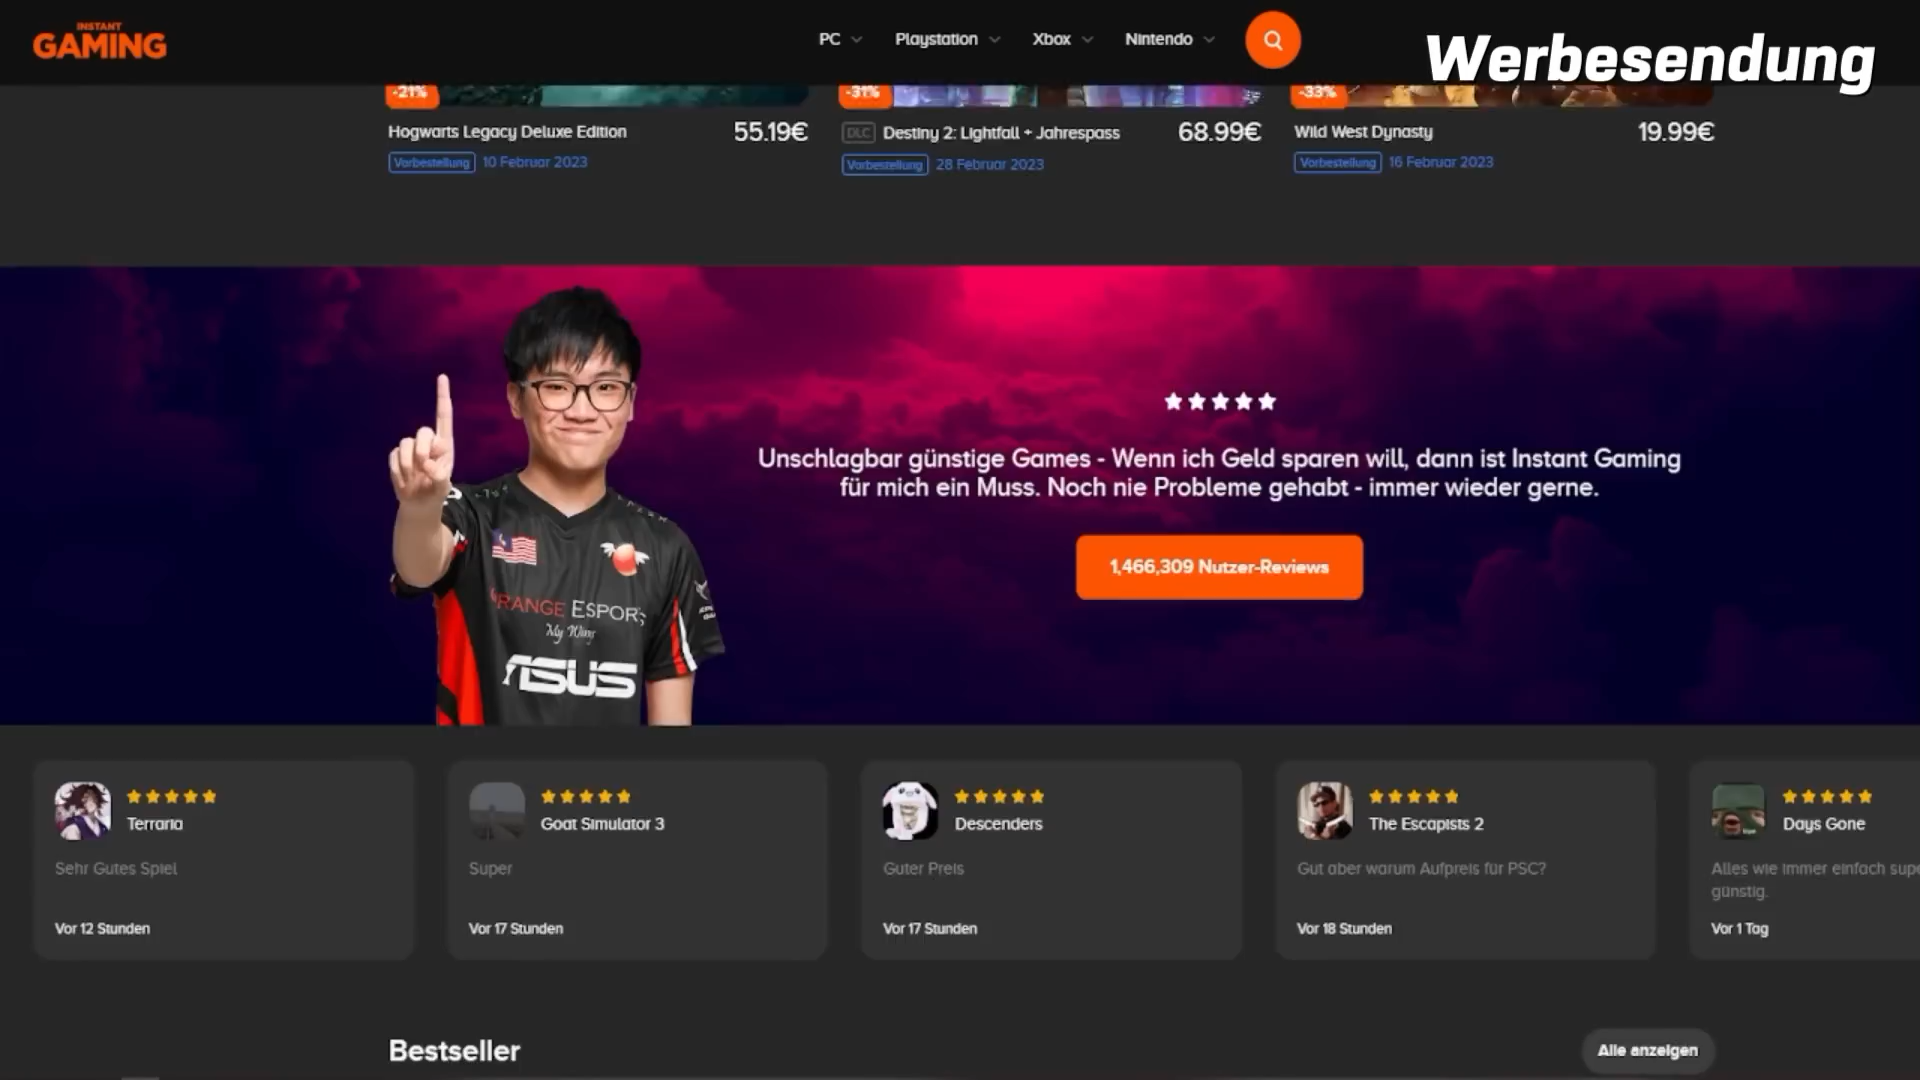 INSTANT
GAMING
PC
Playstation
Xbox
Nintendo
Werbesendung
-21%
-31%
-33%
Hogwarts Legacy Deluxe Edition
55.19€
Vorbestellung 10 Februar 2023
DLC Destiny 2: Lightfall + Jahrespass
68.99€
Vorbestellung 28 Februar 2023
Wild West Dynasty
19.99€
Vorbestellung 16 Februar 2023
Unschlagbar günstige Games - Wenn ich Geld sparen will, dann ist Instant Gaming
für mich ein Muss. Noch nie Probleme gehabt - immer wieder gerne.
1,466,309 Nutzer-Reviews
RANGE ESPORTS
My Wing
ASUS
Terraria
Sehr Gutes Spiel
Vor 12 Stunden
Goat Simulator 3
Super
Vor 17 Stunden
Descenders
Guter Preis
Vor 17 Stunden
The Escapists 2
Gut aber warum Aufpreis für PSC?
Vor 18 Stunden
Days Gone
Alles wie immer einfach supe
günstig.
Vor 1 Tag
Bestseller
Alle anzeigen